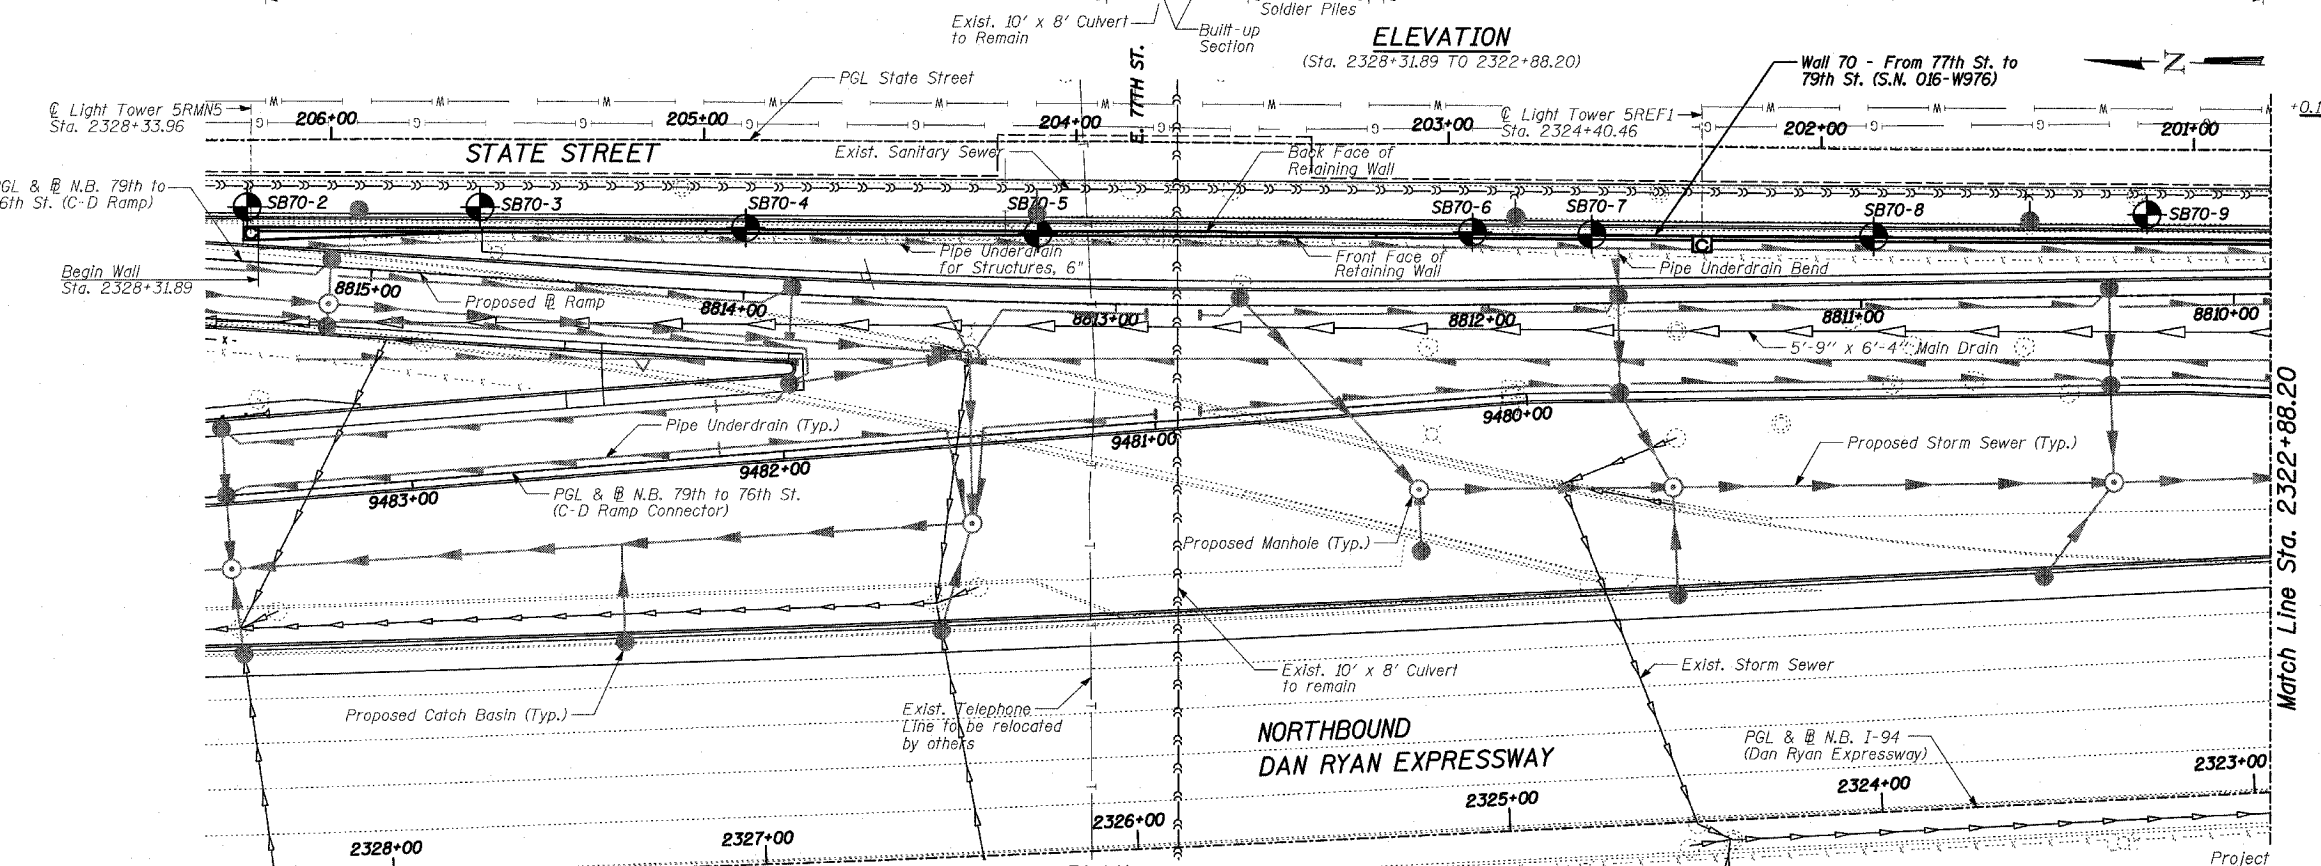 Exist. 10' x 8' Culvert
to Remain
Soldier Piles
Built-up
Section
ELEVATION
(Sta. 2328+31.89 TO 2322+88.20)
E. 77TH ST.
PGL State Street
Wall 70 - From 77th St. to
79th St. (S.N. 016-W976)
N
℄ Light Tower 5RMN5
Sta. 2328+33.96
206+00
205+00
204+00
203+00
℄ Light Tower 5REF1
Sta. 2324+40.46
202+00
201+00
+0.1
STATE STREET
Exist. Sanitary Sewer
Back Face of
Retaining Wall
PGL & ⅊ N.B. 79th to
6th St. (C-D Ramp)
SB70-2
SB70-3
SB70-4
SB70-5
SB70-6
SB70-7
SB70-8
SB70-9
Pipe Underdrain
for Structures, 6"
Front Face of
Retaining Wall
Pipe Underdrain Bend
Begin Wall
Sta. 2328+31.89
8815+00
Proposed ⅊ Ramp
8814+00
8813+00
8812+00
8811+00
8810+00
5'-9" x 6'-4" Main Drain
Pipe Underdrain (Typ.)
9483+00
9482+00
9481+00
9480+00
Proposed Storm Sewer (Typ.)
PGL & ⅊ N.B. 79th to 76th St.
(C-D Ramp Connector)
Proposed Manhole (Typ.)
Match Line Sta. 2322+88.20
Exist. 10' x 8' Culvert
to remain
Exist. Storm Sewer
Proposed Catch Basin (Typ.)
Exist. Telephone
Line to be relocated
by others
NORTHBOUND
DAN RYAN EXPRESSWAY
PGL & ⅊ N.B. I-94
(Dan Ryan Expressway)
2328+00
2327+00
2326+00
2325+00
2324+00
2323+00
Project